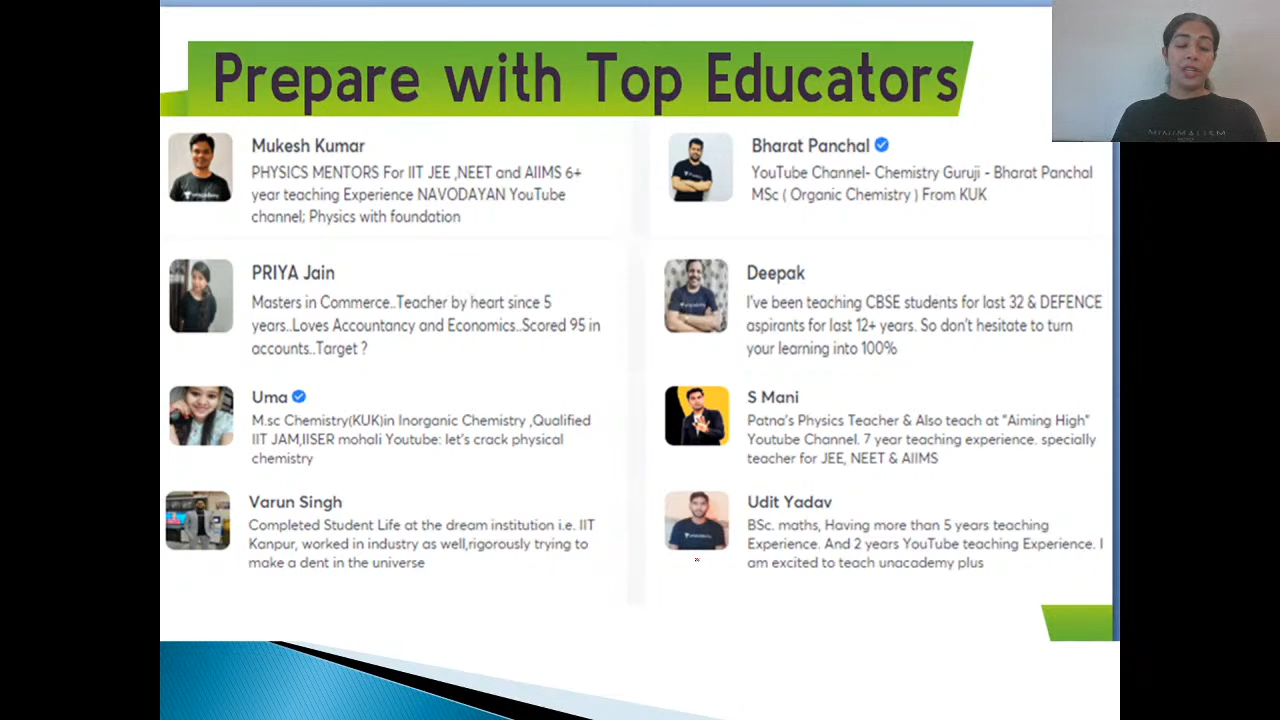 Prepare with Top Educators
MINIMALISM
Mukesh Kumar
PHYSICS MENTORS For IIT JEE ,NEET and AIIMS 6+
year teaching Experience NAVODAYAN YouTube
channel; Physics with foundation
Bharat Panchal
YouTube Channel- Chemistry Guruji - Bharat Panchal
MSc ( Organic Chemistry ) From KUK
PRIYA Jain
Masters in Commerce..Teacher by heart since 5
years..Loves Accountancy and Economics..Scored 95 in
accounts..Target ?
Deepak
I've been teaching CBSE students for last 32 & DEFENCE
aspirants for last 12+ years. So don't hesitate to turn
your learning into 100%
Uma
M.sc Chemistry(KUK)in Inorganic Chemistry ,Qualified
IIT JAM,IISER mohali Youtube: let's crack physical
chemistry
S Mani
Patna's Physics Teacher & Also teach at "Aiming High"
Youtube Channel. 7 year teaching experience. specially
teacher for JEE, NEET & AIIMS
Varun Singh
Completed Student Life at the dream institution i.e. IIT
Kanpur, worked in industry as well,rigorously trying to
make a dent in the universe
Udit Yadav
BSc. maths, Having more than 5 years teaching
Experience. And 2 years YouTube teaching Experience. I
am excited to teach unacademy plus